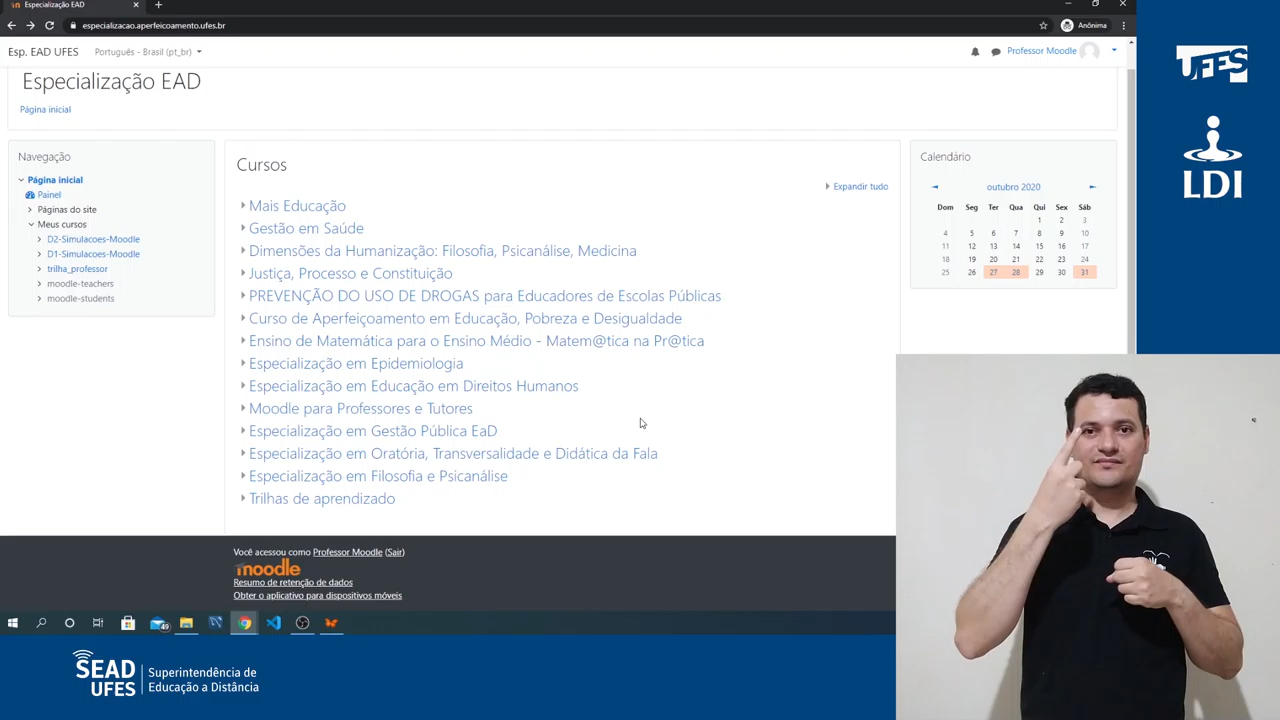 Especialização EAD
especializacao.aperfeicoamento.ufes.br
Anônima
Esp. EAD UFES
Português - Brasil (pt_br)
Professor Moodle
Especialização EAD
Página inicial
Navegação
Página inicial
Painel
Páginas do site
Meus cursos
D2-Simulacoes-Moodle
D1-Simulacoes-Moodle
trilha_professor
moodle-teachers
moodle-students
Cursos
Expandir tudo
Mais Educação
Gestão em Saúde
Dimensões da Humanização: Filosofia, Psicanálise, Medicina
Justiça, Processo e Constituição
PREVENÇÃO DO USO DE DROGAS para Educadores de Escolas Públicas
Curso de Aperfeiçoamento em Educação, Pobreza e Desigualdade
Ensino de Matemática para o Ensino Médio - Matem@tica na Pr@tica
Especialização em Epidemiologia
Especialização em Educação em Direitos Humanos
Moodle para Professores e Tutores
Especialização em Gestão Pública EaD
Especialização em Oratória, Transversalidade e Didática da Fala
Especialização em Filosofia e Psicanálise
Trilhas de aprendizado
Calendário
outubro 2020
Dom Seg Ter Qua Qui Sex Sáb
1 2 3
4 5 6 7 8 9 10
11 12 13 14 15 16 17
18 19 20 21 22 23 24
25 26 27 28 29 30 31
Você acessou como Professor Moodle (Sair)
moodle
Resumo de retenção de dados
Obter o aplicativo para dispositivos móveis
49
UFES
LDI
SEAD
UFES
Superintendência de
Educação a Distância